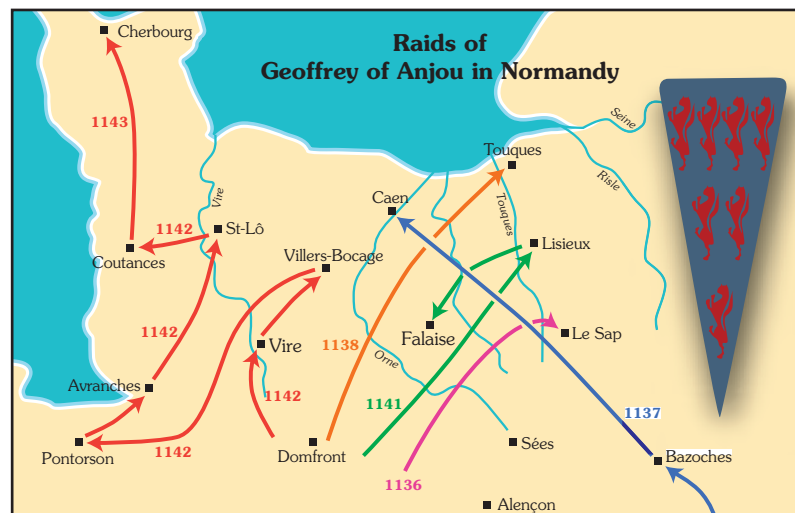 Cherbourg
Raids of
Geoffrey of Anjou in Normandy
1143
Seine
Touques
Risle
Vire
Caen
Touques
1142
St-Lô
Lisieux
Coutances
Villers-Bocage
1142
Falaise
Le Sap
Vire
1138
Orne
Avranches
1142
1141
1137
1142
Pontorson
Domfront
Sées
Bazoches
1136
Alençon